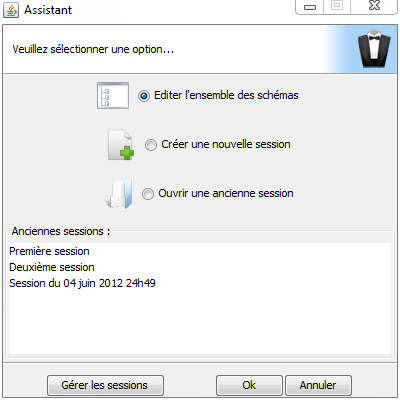 Assistant
Veuillez sélectionner une option...
Editer l'ensemble des schémas
Créer une nouvelle session
Ouvrir une ancienne session
Anciennes sessions :
Première session
Deuxième session
Session du 04 juin 2012 24h49
Gérer les sessions
Ok
Annuler